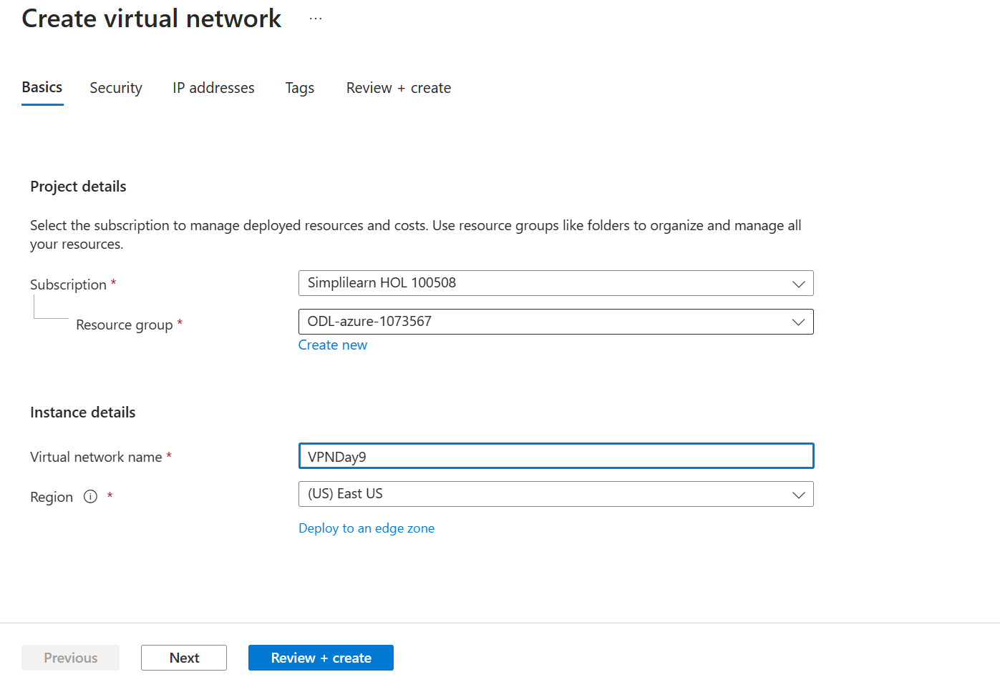 Create virtual network ...
Basics Security IP addresses Tags Review + create
Project details
Select the subscription to manage deployed resources and costs. Use resource groups like folders to organize and manage all
your resources.
Subscription * Simplilearn HOL 100508
Resource group * ODL-azure-1073567
Create new
Instance details
Virtual network name * VPNDay9
Region i * (US) East US
Deploy to an edge zone
Previous Next Review + create